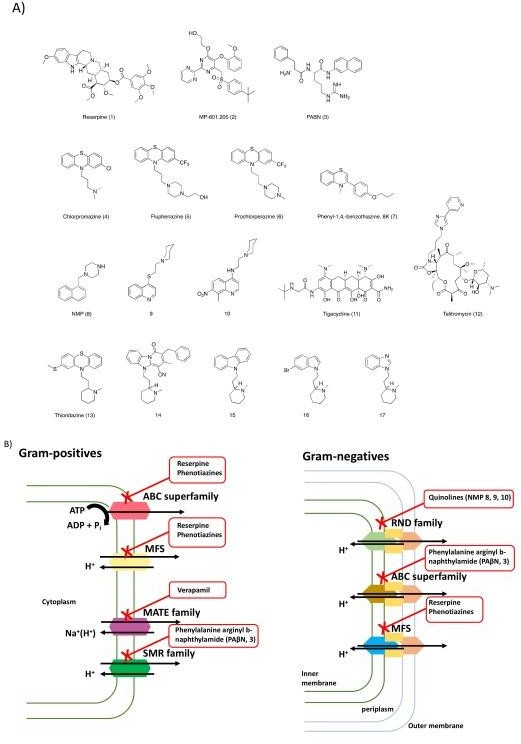 A)
Reserpine (1)
MP-601.205 (2)
PABN (3)
Chlorpromazine (4)
Fluphenazine (5)
Prochlorperazine (6)
Phenyl-1,4,-benzothiazine, 8K (7)
NMP (8)
9
10
Tigecycline (11)
Telitromycin (12)
Thloridazine (13)
14
15
16
17
B)
Gram-positives
Reserpine
Phenotiazines
ABC superfamily
ATP
ADP + Pi
Reserpine
Phenotiazines
MFS
H+
Cytoplasm
Verapamil
MATE family
Na+(H+)
Phenylalanine arginyl b-
naphthylamide (PAβN, 3)
SMR family
H+
Gram-negatives
Quinolines (NMP 8, 9, 10)
RND family
H+
Phenylalanine arginyl b-
naphthylamide (PAβN, 3)
ABC superfamily
H+
Reserpine
Phenotiazines
MFS
H+
Inner
membrane
periplasm
Outer membrane